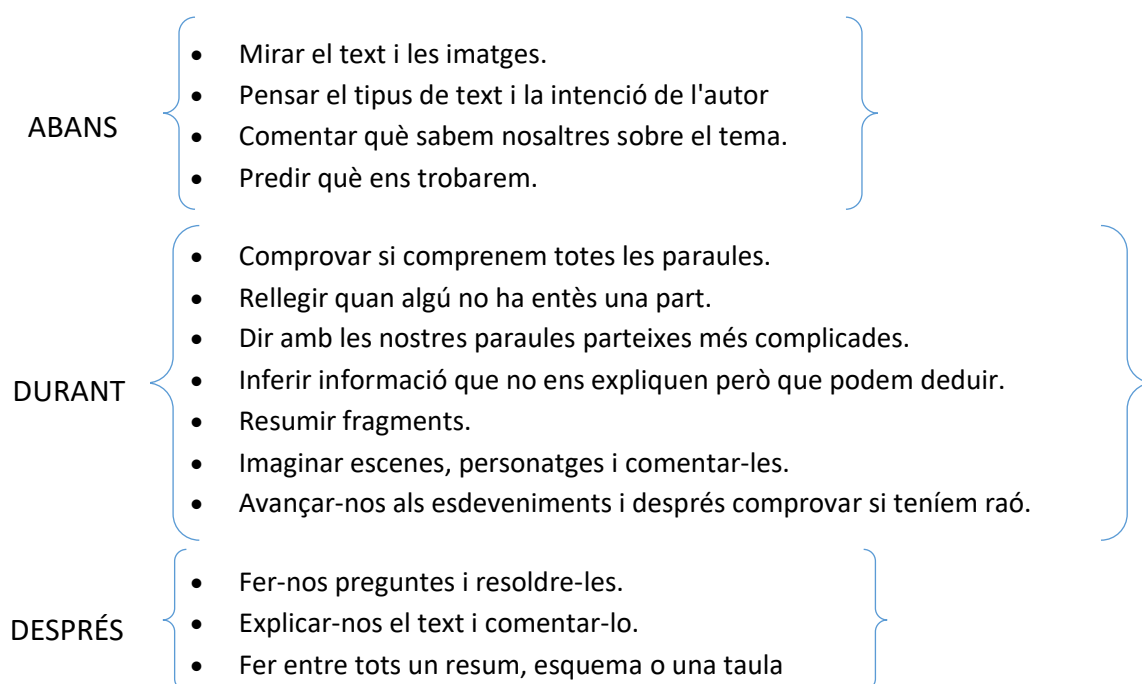 ABANS
• Mirar el text i les imatges.
• Pensar el tipus de text i la intenció de l'autor
• Comentar què sabem nosaltres sobre el tema.
• Predir què ens trobarem.
DURANT
• Comprovar si comprenem totes les paraules.
• Rellegir quan algú no ha entès una part.
• Dir amb les nostres paraules parteixes més complicades.
• Inferir informació que no ens expliquen però que podem deduir.
• Resumir fragments.
• Imaginar escenes, personatges i comentar-les.
• Avançar-nos als esdeveniments i després comprovar si teníem raó.
DESPRÉS
• Fer-nos preguntes i resoldre-les.
• Explicar-nos el text i comentar-lo.
• Fer entre tots un resum, esquema o una taula